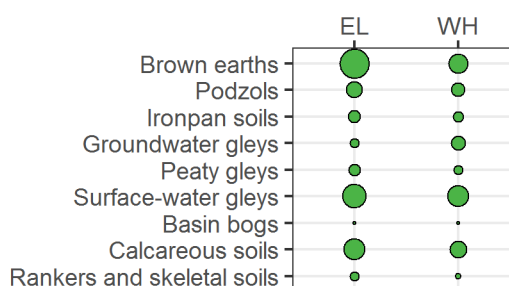 EL WH
Brown earths
Podzols
Ironpan soils
Groundwater gleys
Peaty gleys
Surface-water gleys
Basin bogs
Calcareous soils
Rankers and skeletal soils